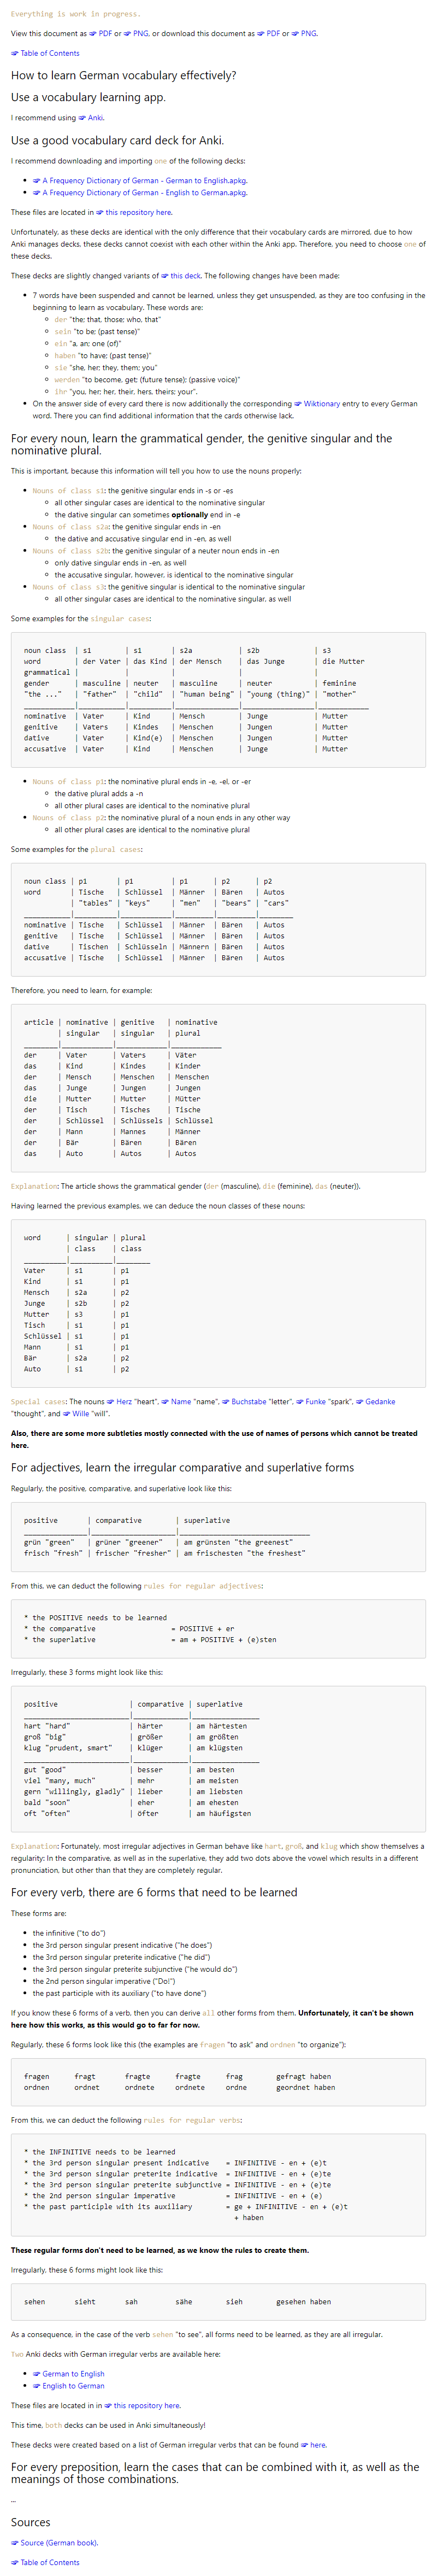 Everything is work in progress.
View this document as ☞ PDF or ☞ PNG, or download this document as ☞ PDF or ☞ PNG.
☞ Table of Contents
How to learn German vocabulary effectively?
Use a vocabulary learning app.
I recommend using ☞ Anki.
Use a good vocabulary card deck for Anki.
I recommend downloading and importing one of the following decks:
• ☞ A Frequency Dictionary of German - German to English.apkg.
• ☞ A Frequency Dictionary of German - English to German.apkg.
These files are located in ☞ this repository here.
Unfortunately, as these decks are identical with the only difference that their vocabulary cards are mirrored, due to how
Anki manages decks, these decks cannot coexist with each other within the Anki app. Therefore, you need to choose one of
these decks.
These decks are slightly changed variants of ☞ this deck. The following changes have been made:
• 7 words have been suspended and cannot be learned, unless they get unsuspended, as they are too confusing in the
beginning to learn as vocabulary. These words are:
◦ der "the; that, those; who, that"
◦ sein "to be; (past tense)"
◦ ein "a, an; one (of)"
◦ haben "to have; (past tense)"
◦ sie "she, her; they, them; you"
◦ werden "to become, get; (future tense); (passive voice)"
◦ ihr "you, her; her, their, hers, theirs; your".
• On the answer side of every card there is now additionally the corresponding ☞ Wiktionary entry to every German
word. There you can find additional information that the cards otherwise lack.
For every noun, learn the grammatical gender, the genitive singular and the
nominative plural.
This is important, because this information will tell you how to use the nouns properly:
• Nouns of class s1: the genitive singular ends in -s or -es
◦ all other singular cases are identical to the nominative singular
◦ the dative singular can sometimes optionally end in -e
• Nouns of class s2a: the genitive singular ends in -en
◦ the dative and accusative singular end in -en, as well
• Nouns of class s2b: the genitive singular of a neuter noun ends in -en
◦ only dative singular ends in -en, as well
◦ the accusative singular, however, is identical to the nominative singular
• Nouns of class s3: the genitive singular is identical to the nominative singular
◦ all other singular cases are identical to the nominative singular, as well
Some examples for the singular cases:
noun class | s1 | s1 | s2a | s2b | s3
word | der Vater | das Kind | der Mensch | das Junge | die Mutter
grammatical | | | | |
gender | masculine | neuter | masculine | neuter | feminine
"the ..." | "father" | "child" | "human being" | "young (thing)" | "mother"
nominative | Vater | Kind | Mensch | Junge | Mutter
genitive | Vaters | Kindes | Menschen | Jungen | Mutter
dative | Vater | Kind(e) | Menschen | Jungen | Mutter
accusative | Vater | Kind | Menschen | Junge | Mutter
• Nouns of class p1: the nominative plural ends in -e, -el, or -er
◦ the dative plural adds a -n
◦ all other plural cases are identical to the nominative plural
• Nouns of class p2: the nominative plural of a noun ends in any other way
◦ all other plural cases are identical to the nominative plural
Some examples for the plural cases:
noun class | p1 | p1 | p1 | p2 | p2
word | Tische | Schlüssel | Männer | Bären | Autos
| "tables" | "keys" | "men" | "bears" | "cars"
nominative | Tische | Schlüssel | Männer | Bären | Autos
genitive | Tische | Schlüssel | Männer | Bären | Autos
dative | Tischen | Schlüsseln | Männern | Bären | Autos
accusative | Tische | Schlüssel | Männer | Bären | Autos
Therefore, you need to learn, for example:
article | nominative | genitive | nominative
| singular | singular | plural
der | Vater | Vaters | Väter
das | Kind | Kindes | Kinder
der | Mensch | Menschen | Menschen
das | Junge | Jungen | Jungen
die | Mutter | Mutter | Mütter
der | Tisch | Tisches | Tische
der | Schlüssel | Schlüssels | Schlüssel
der | Mann | Mannes | Männer
der | Bär | Bären | Bären
das | Auto | Autos | Autos
Explanation: The article shows the grammatical gender (der (masculine), die (feminine), das (neuter)).
Having learned the previous examples, we can deduce the noun classes of these nouns:
word | singular | plural
| class | class
Vater | s1 | p1
Kind | s1 | p1
Mensch | s2a | p2
Junge | s2b | p2
Mutter | s3 | p1
Tisch | s1 | p1
Schlüssel | s1 | p1
Mann | s1 | p1
Bär | s2a | p2
Auto | s1 | p2
Special cases: The nouns ☞ Herz "heart", ☞ Name "name", ☞ Buchstabe "letter", ☞ Funke "spark", ☞ Gedanke
"thought", and ☞ Wille "will".
Also, there are some more subtleties mostly connected with the use of names of persons which cannot be treated
here.
For adjectives, learn the irregular comparative and superlative forms
Regularly, the positive, comparative, and superlative look like this:
positive | comparative | superlative
grün "green" | grüner "greener" | am grünsten "the greenest"
frisch "fresh" | frischer "fresher" | am frischesten "the freshest"
From this, we can deduct the following rules for regular adjectives:
* the POSITIVE needs to be learned
* the comparative = POSITIVE + er
* the superlative = am + POSITIVE + (e)sten
Irregularly, these 3 forms might look like this:
positive | comparative | superlative
hart "hard" | härter | am härtesten
groß "big" | größer | am größten
klug "prudent, smart" | klüger | am klügsten
gut "good" | besser | am besten
viel "many, much" | mehr | am meisten
gern "willingly, gladly" | lieber | am liebsten
bald "soon" | eher | am ehesten
oft "often" | öfter | am häufigsten
Explanation: Fortunately, most irregular adjectives in German behave like hart, groß, and klug which show themselves a
regularity: In the comparative, as well as in the superlative, they add two dots above the vowel which results in a different
pronunciation, but other than that they are completely regular.
For every verb, there are 6 forms that need to be learned
These forms are:
• the infinitive ("to do")
• the 3rd person singular present indicative ("he does")
• the 3rd person singular preterite indicative ("he did")
• the 3rd person singular preterite subjunctive ("he would do")
• the 2nd person singular imperative ("Do!")
• the past participle with its auxiliary ("to have done")
If you know these 6 forms of a verb, then you can derive all other forms from them. Unfortunately, it can't be shown
here how this works, as this would go to far for now.
Regularly, these 6 forms look like this (the examples are fragen "to ask" and ordnen "to organize"):
fragen fragt fragte fragte frag gefragt haben
ordnen ordnet ordnete ordnete ordne geordnet haben
From this, we can deduct the following rules for regular verbs:
* the INFINITIVE needs to be learned
* the 3rd person singular present indicative = INFINITIVE - en + (e)t
* the 3rd person singular preterite indicative = INFINITIVE - en + (e)te
* the 3rd person singular preterite subjunctive = INFINITIVE - en + (e)te
* the 2nd person singular imperative = INFINITIVE - en + (e)
* the past participle with its auxiliary = ge + INFINITIVE - en + (e)t
+ haben
These regular forms don't need to be learned, as we know the rules to create them.
Irregularly, these 6 forms might look like this:
sehen sieht sah sähe sieh gesehen haben
As a consequence, in the case of the verb sehen "to see", all forms need to be learned, as they are all irregular.
Two Anki decks with German irregular verbs are available here:
• ☞ German to English
• ☞ English to German
These files are located in in ☞ this repository here.
This time, both decks can be used in Anki simultaneously!
These decks were created based on a list of German irregular verbs that can be found ☞ here.
For every preposition, learn the cases that can be combined with it, as well as the
meanings of those combinations.
...
Sources
☞ Source (German book).
☞ Table of Contents